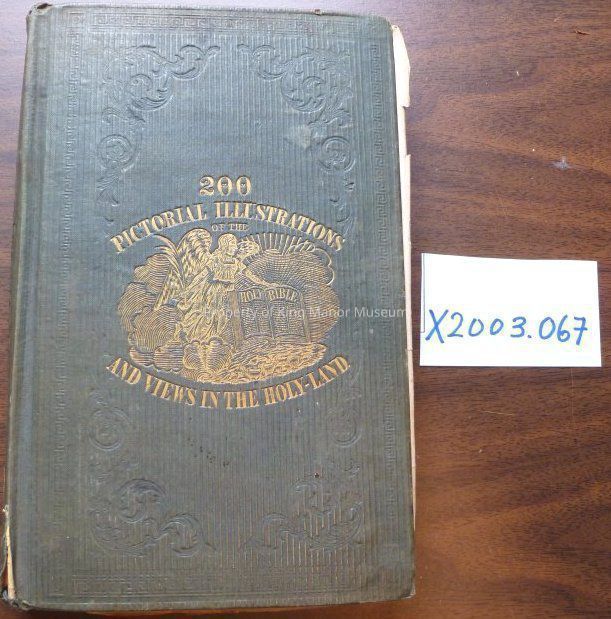 200
PICTORIAL ILLUSTRATIONS
OF THE
HOLY BIBLE
Property of King Manor Museum
AND VIEWS IN THE HOLY-LAND
X2003.067